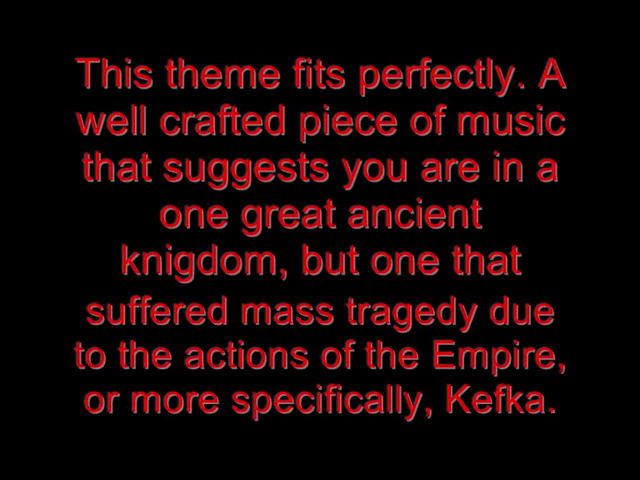 This theme fits perfectly. A
well crafted piece of music
that suggests you are in a
one great ancient
knigdom, but one that
suffered mass tragedy due
to the actions of the Empire,
or more specifically, Kefka.